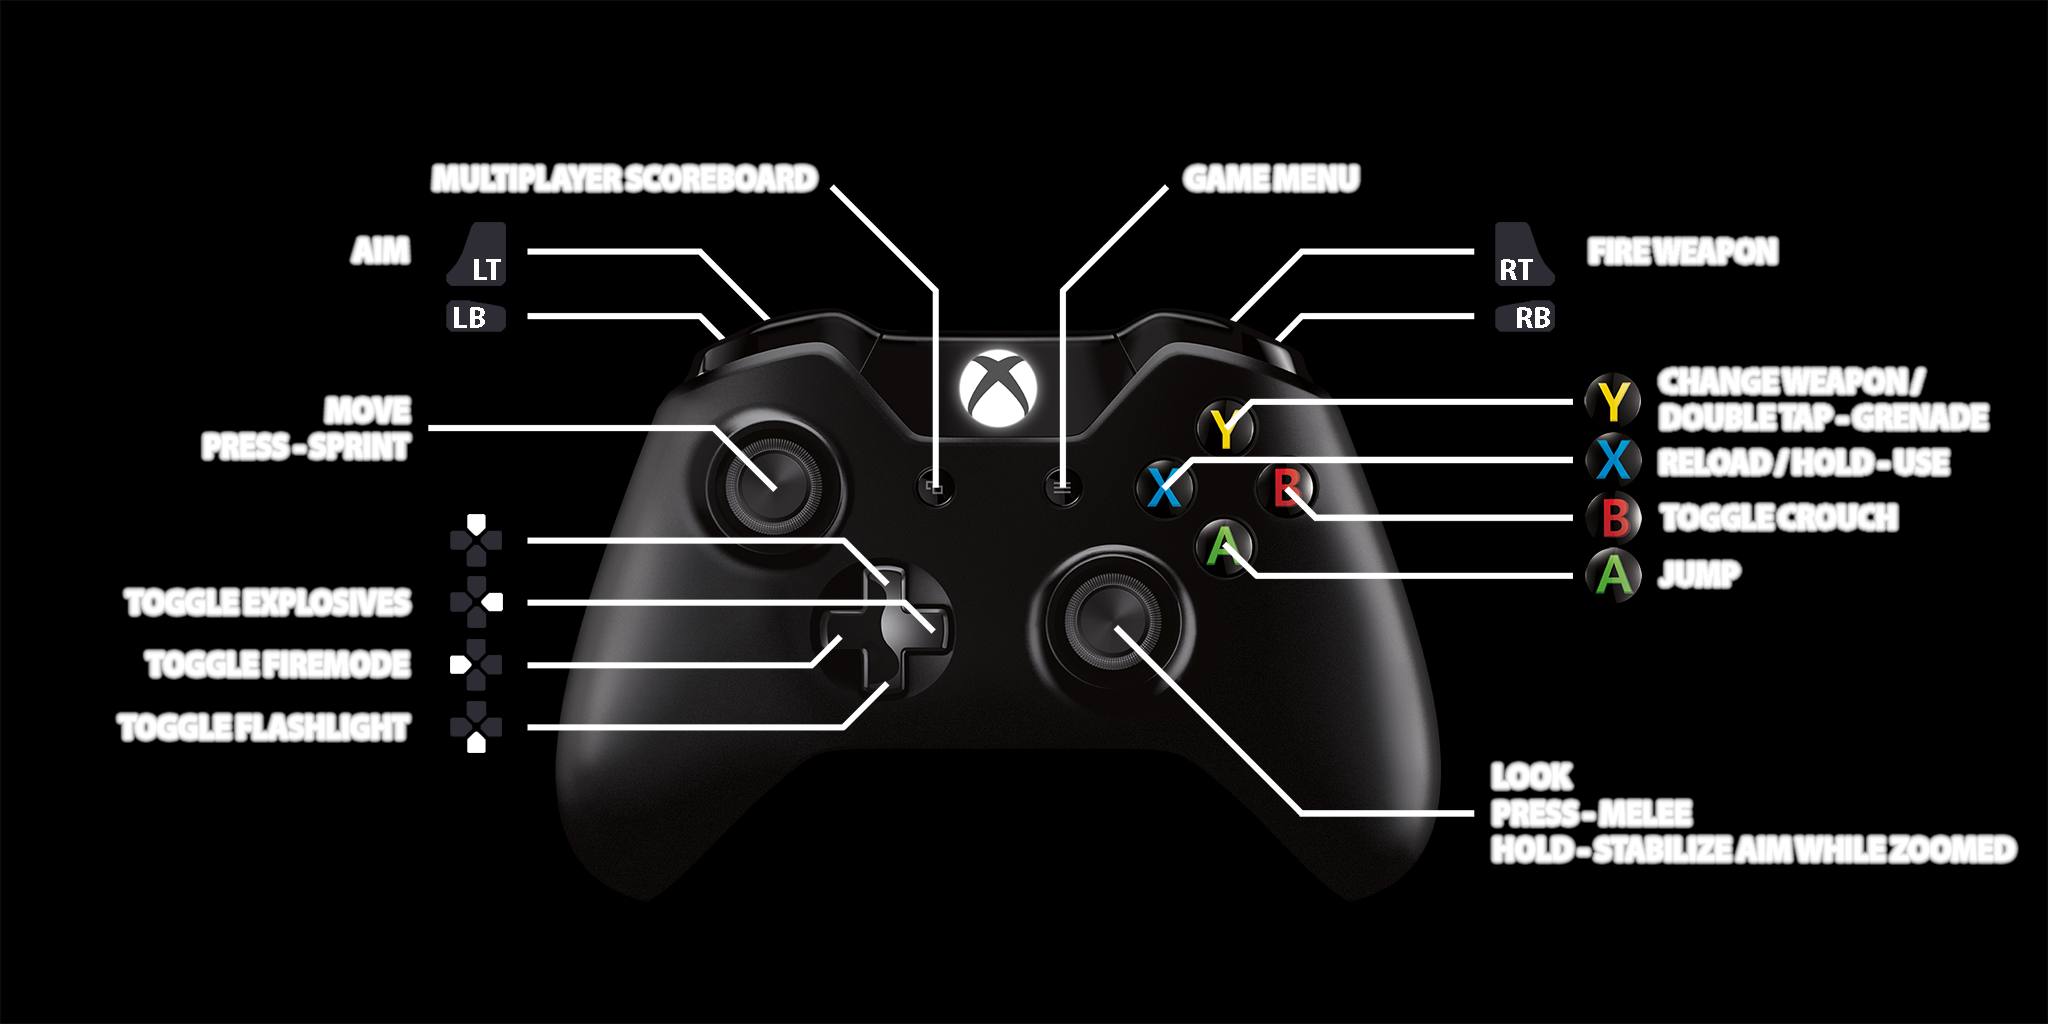 MULTIPLAYER SCOREBOARD
GAME MENU
AIM
LT
RT
FIRE WEAPON
LB
RB
MOVE
PRESS - SPRINT
Y
CHANGE WEAPON /
DOUBLE TAP - GRENADE
Y
X
RELOAD / HOLD - USE
X
B
B
TOGGLE CROUCH
A
A
JUMP
TOGGLE EXPLOSIVES
TOGGLE FIREMODE
TOGGLE FLASHLIGHT
LOOK
PRESS - MELEE
HOLD - STABILIZE AIM WHILE ZOOMED